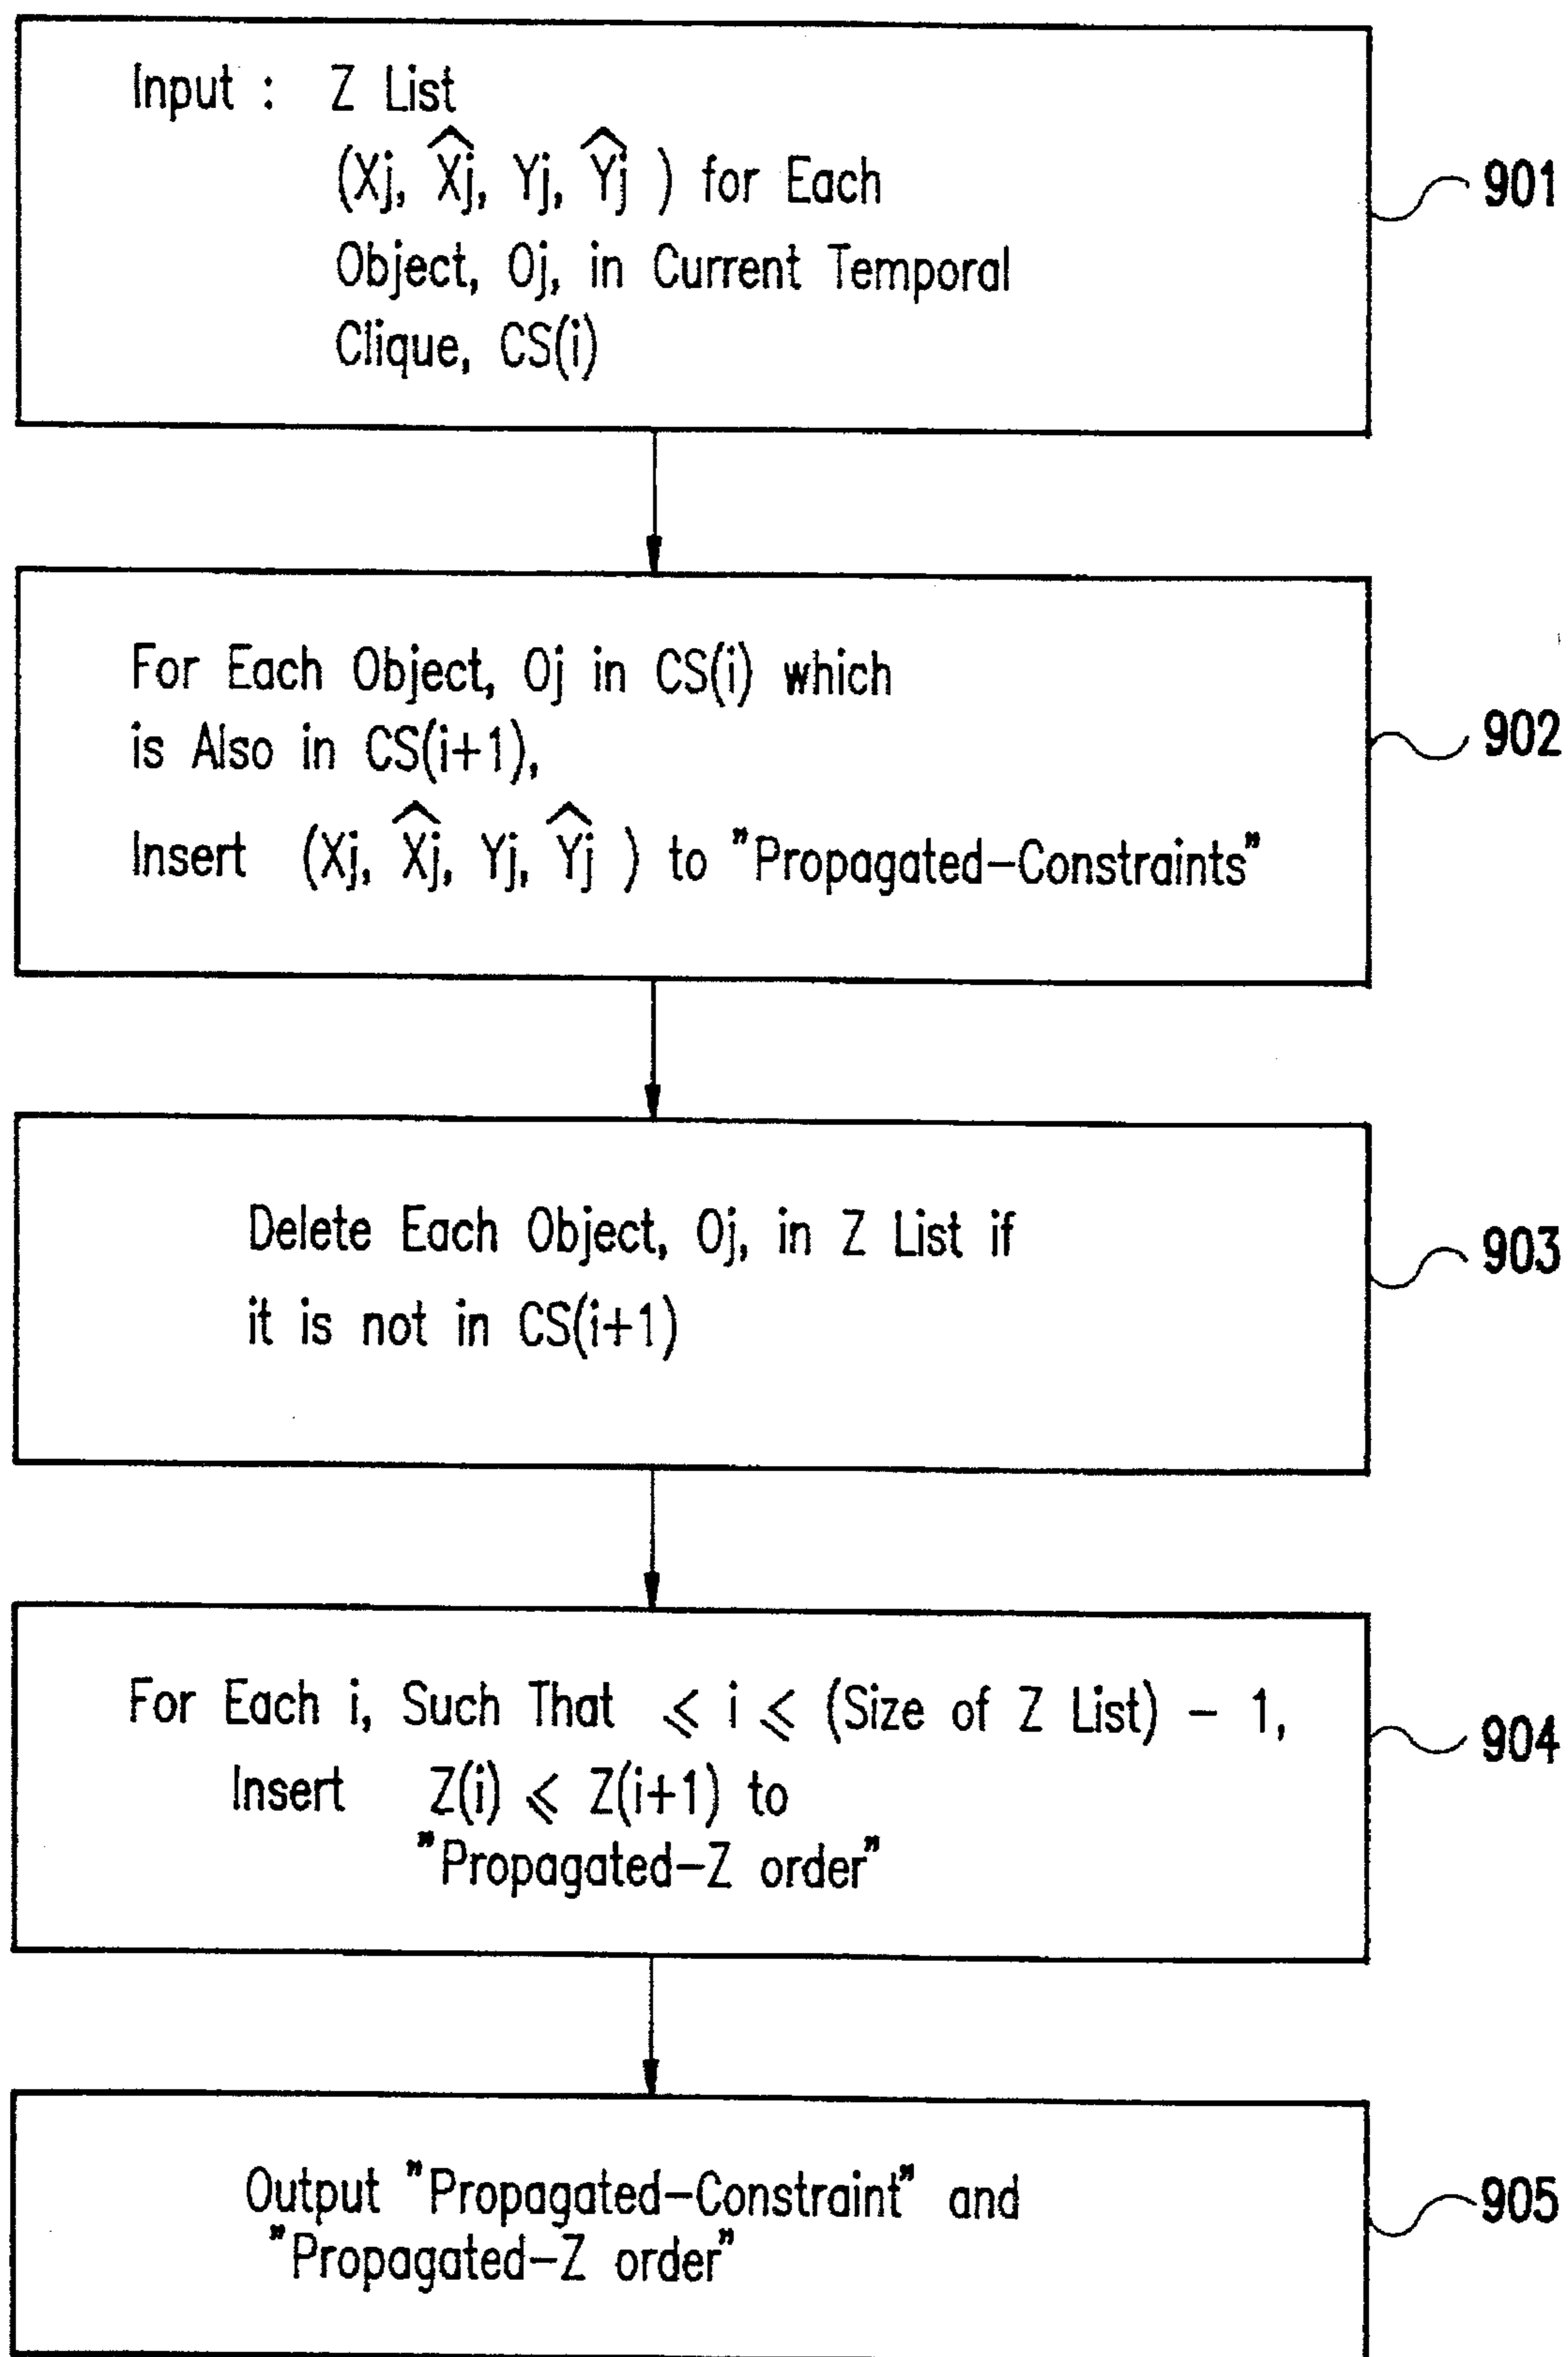 Input : Z List
(Xj, X̂j, Yj, Ŷj ) for Each
Object, Oj, in Current Temporal
Clique, CS(i)
901
For Each Object, Oj in CS(i) which
is Also in CS(i+1),
Insert (Xj, X̂j, Yj, Ŷj ) to "Propagated-Constraints"
902
Delete Each Object, Oj, in Z List if
it is not in CS(i+1)
903
For Each i, Such That ⩽ i ⩽ (Size of Z List) - 1,
Insert Z(i) ⩽ Z(i+1) to
"Propagated-Z order"
904
Output "Propagated-Constraint" and
"Propagated-Z order"
905